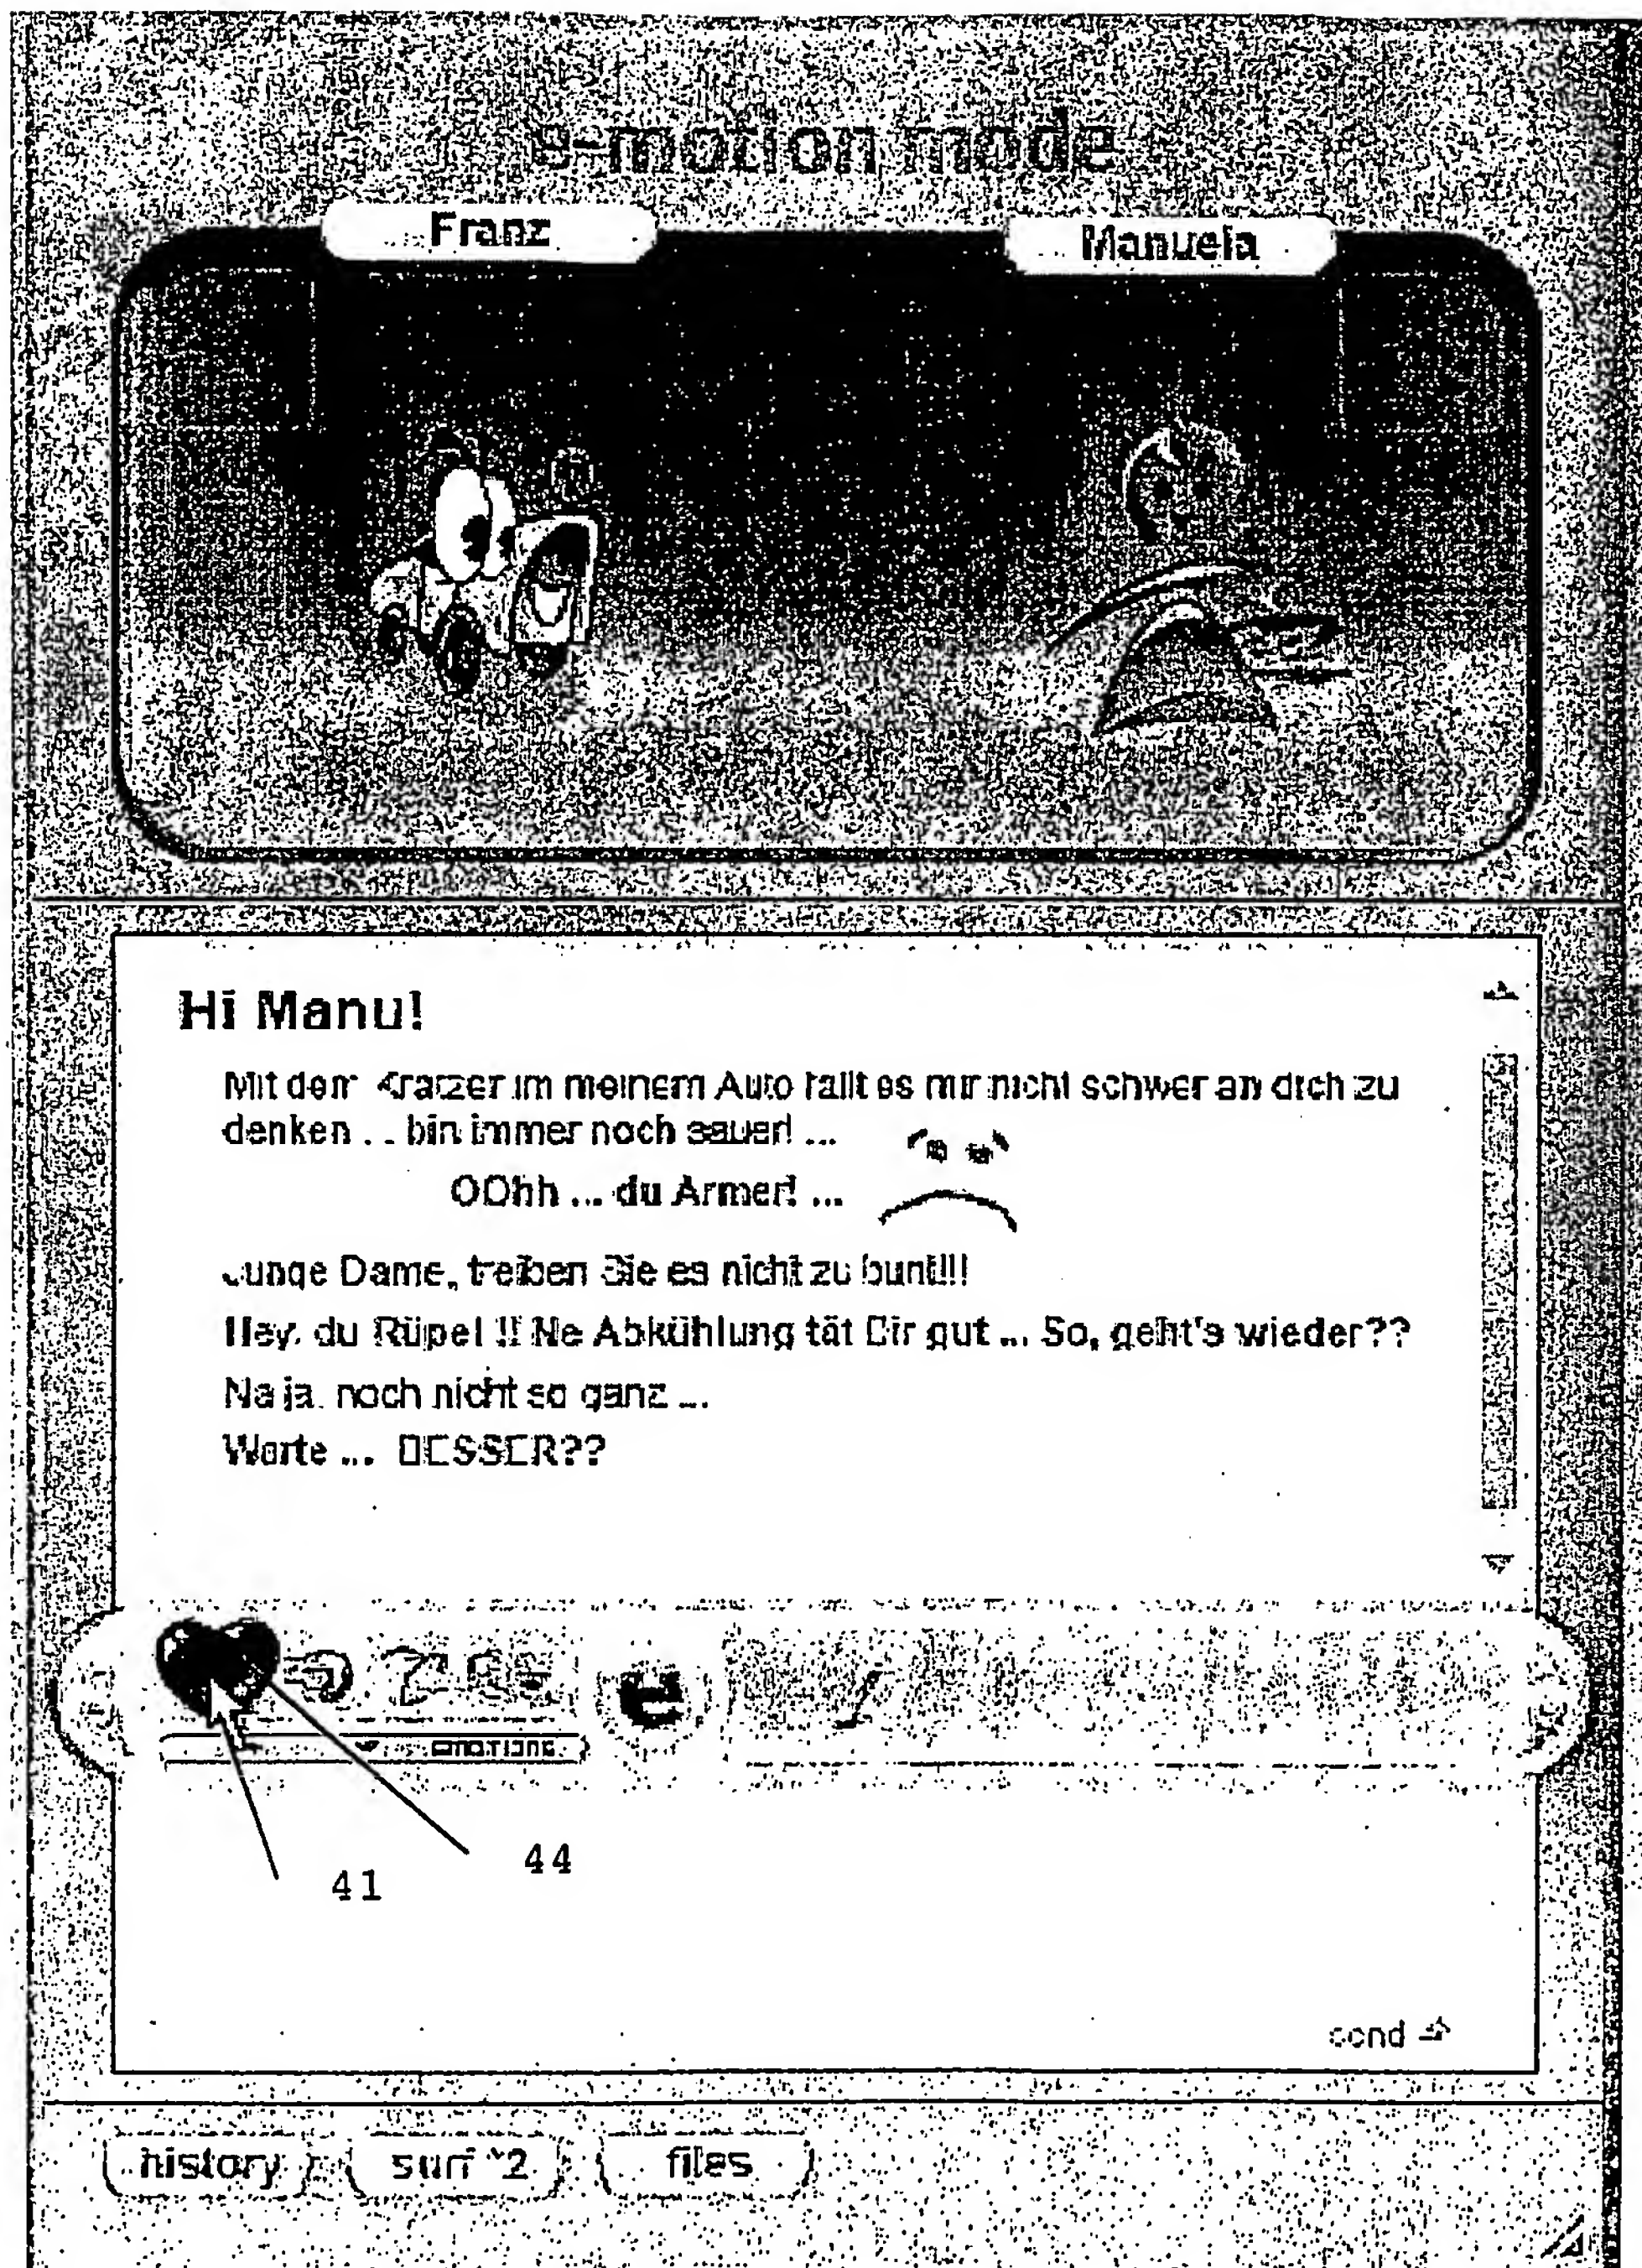 e-motion mode
Franz
Manuela
Hi Manu!
Mit dem Kratzer im meinem Auto fällt es mir nicht schwer an dich zu
denken ... bin immer noch sauer! ...
OOhh ... du Armer! ...
Junge Dame, treiben Sie es nicht zu bunt!!!
Hey, du Rüpel !! Ne Abkühlung tät Dir gut ... So, geht's wieder??
Na ja, noch nicht so ganz ...
Warte ... BESSER??
e
emotions
41
44
send
history
surf *2
files